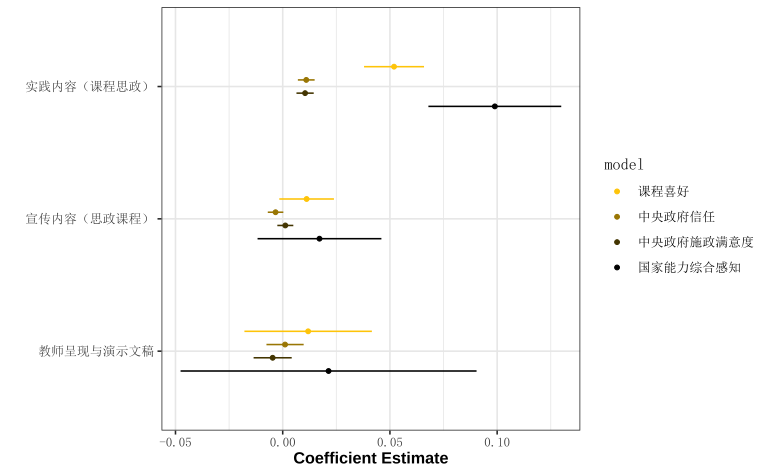 实践内容（课程思政）
宣传内容（思政课程）
教师呈现与演示文稿
-0.05 0.00 0.05 0.10
Coefficient Estimate
model
课程喜好
中央政府信任
中央政府施政满意度
国家能力综合感知